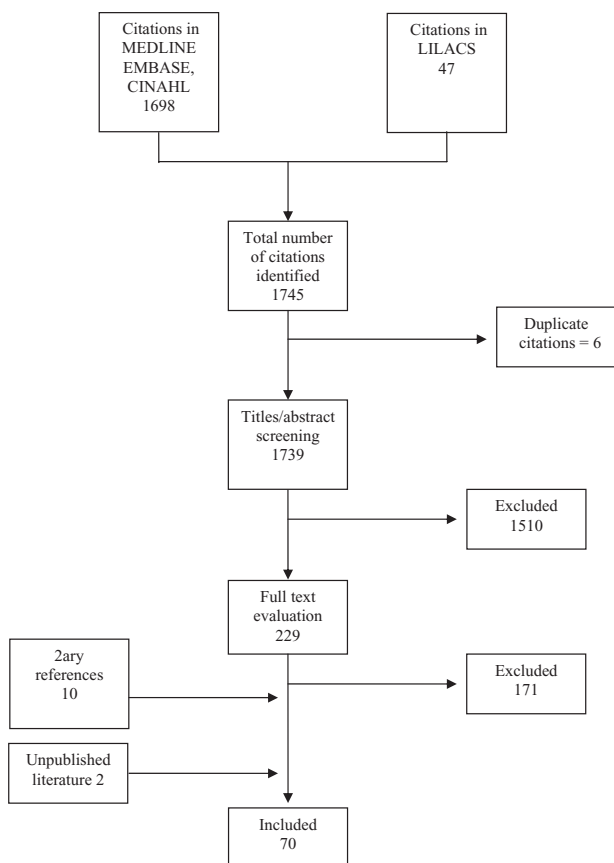 Citations in
MEDLINE
EMBASE,
CINAHL
1698
Citations in
LILACS
47
Total number
of citations
identified
1745
Duplicate
citations = 6
Titles/abstract
screening
1739
Excluded
1510
Full text
evaluation
229
2ary
references
10
Excluded
171
Unpublished
literature 2
Included
70